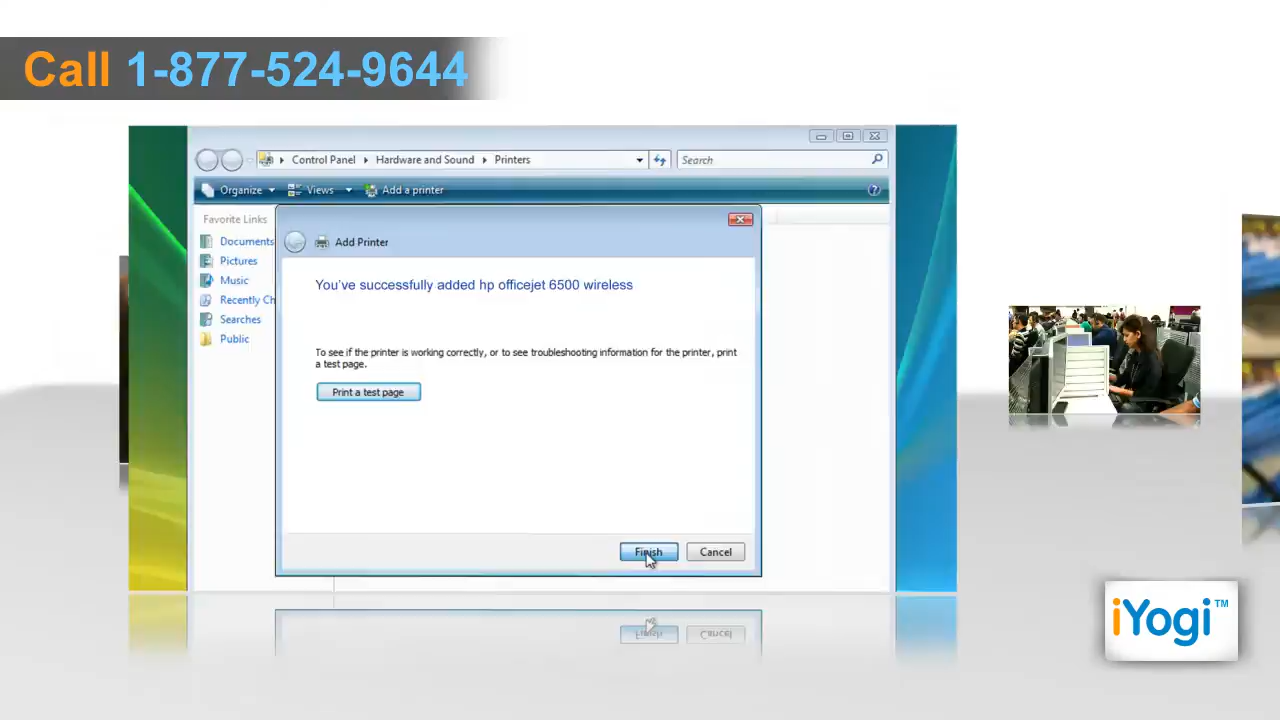 Call 1-877-524-9644
Control Panel
Hardware and Sound
Printers
Search
Organize
Views
Add a printer
Favorite Links
Documents
Pictures
Music
Recently Ch
Searches
Public
Add Printer
You've successfully added hp officejet 6500 wireless
To see if the printer is working correctly, or to see troubleshooting information for the printer, print
a test page.
Print a test page
Finish
Cancel
Finish
Cancel
iYogi™